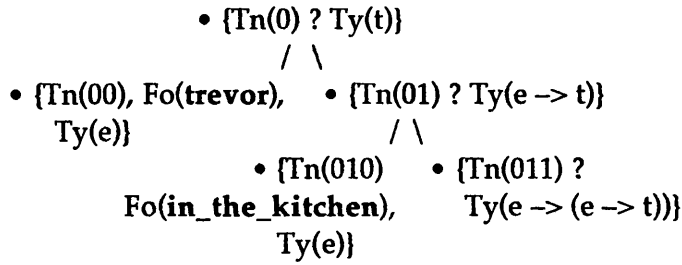 • {Tn(0) ? Ty(t)}
/ \
• {Tn(00), Fo(trevor), • {Tn(01) ? Ty(e –> t)}
Ty(e)} / \
• {Tn(010) • {Tn(011) ?
Fo(in_the_kitchen), Ty(e –> (e –> t))}
Ty(e)}